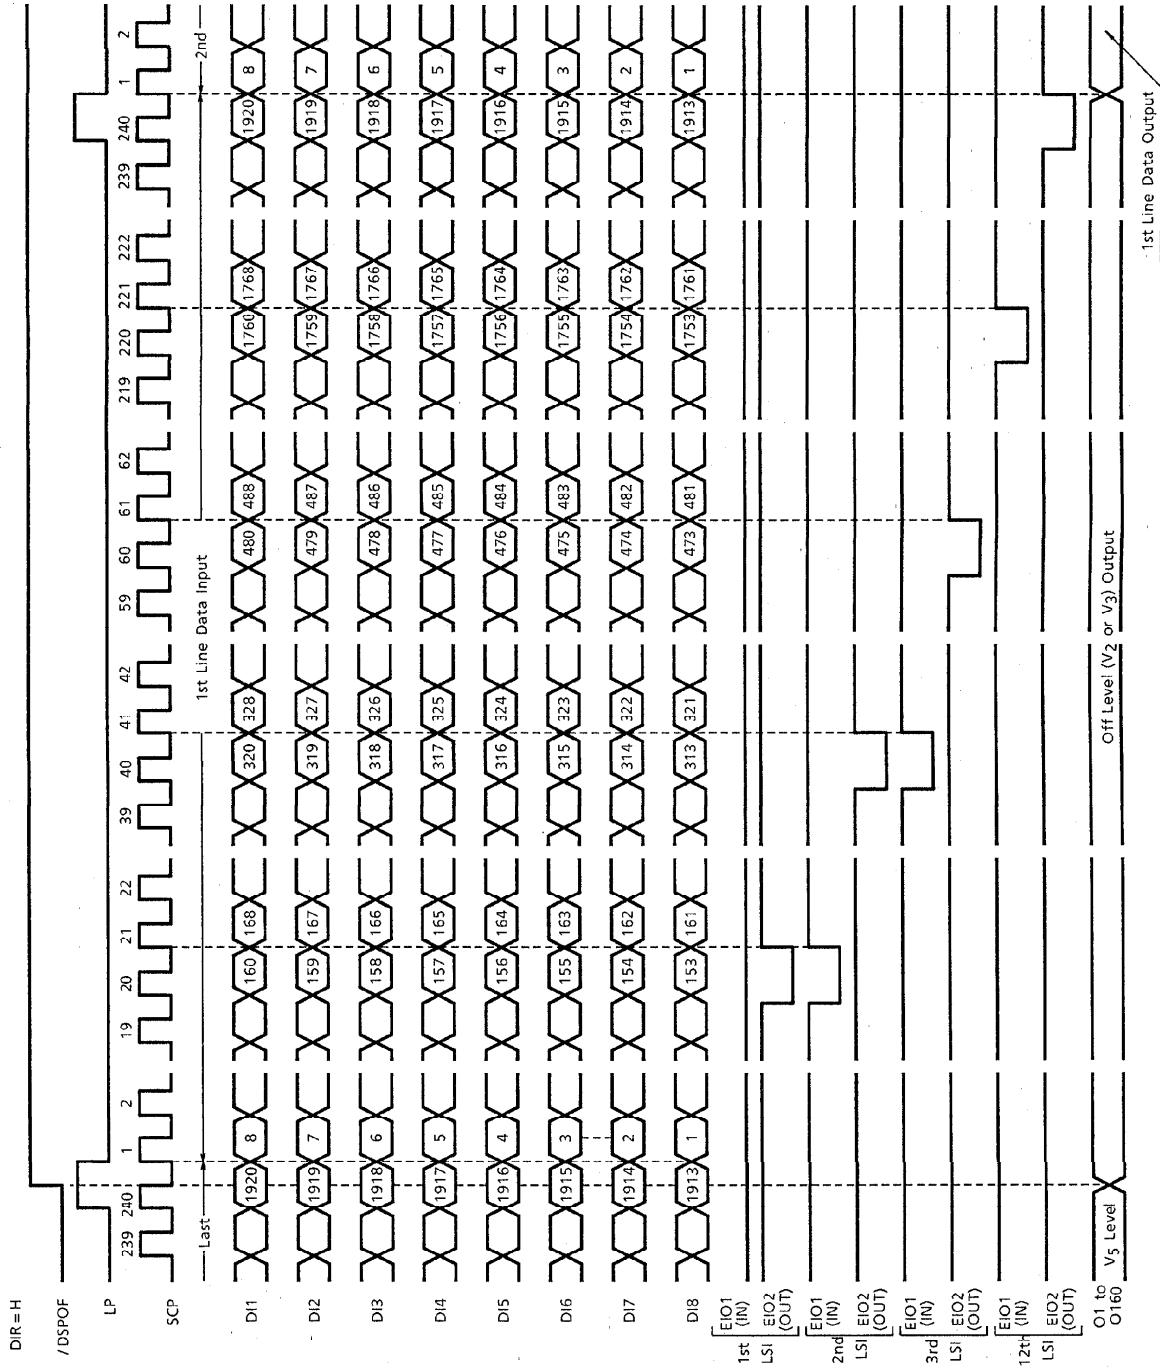 DIR = H
/ DSPOF
LP
SCP 239 240 1 2 19 20 21 22 39 40 41 42 59 60 61 62 219 220 221 222 239 240 1 2
Last 1st Line Data Input 2nd
DI1 1920 8 160 168 320 328 480 488 1760 1768 1920 8
DI2 1919 7 159 167 319 327 479 487 1759 1767 1919 7
DI3 1918 6 158 166 318 326 478 486 1758 1766 1918 6
DI4 1917 5 157 165 317 325 477 485 1757 1765 1917 5
DI5 1916 4 156 164 316 324 476 484 1756 1764 1916 4
DI6 1915 3 155 163 315 323 475 483 1755 1763 1915 3
DI7 1914 2 154 162 314 322 474 482 1754 1762 1914 2
DI8 1913 1 153 161 313 321 473 481 1753 1761 1913 1
1st LSI
EIO1 (IN)
EIO2 (OUT)
2nd LSI
EIO1 (IN)
EIO2 (OUT)
3rd LSI
EIO1 (IN)
EIO2 (OUT)
12th LSI
EIO1 (IN)
EIO2 (OUT)
O1 to O160
V5 Level
Off Level (V2 or V3) Output
1st Line Data Output